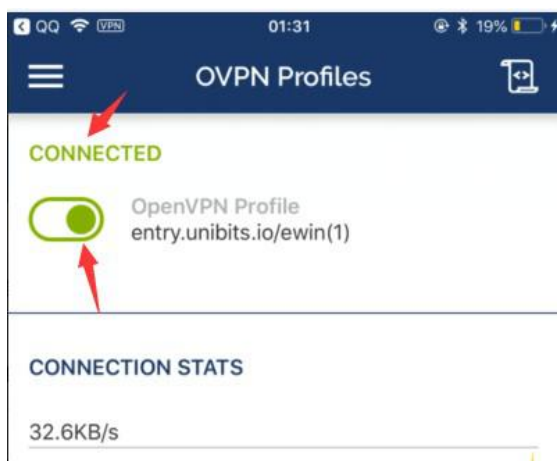 QQ VPN 01:31 19%
OVPN Profiles
CONNECTED
OpenVPN Profile
entry.unibits.io/ewin(1)
CONNECTION STATS
32.6KB/s